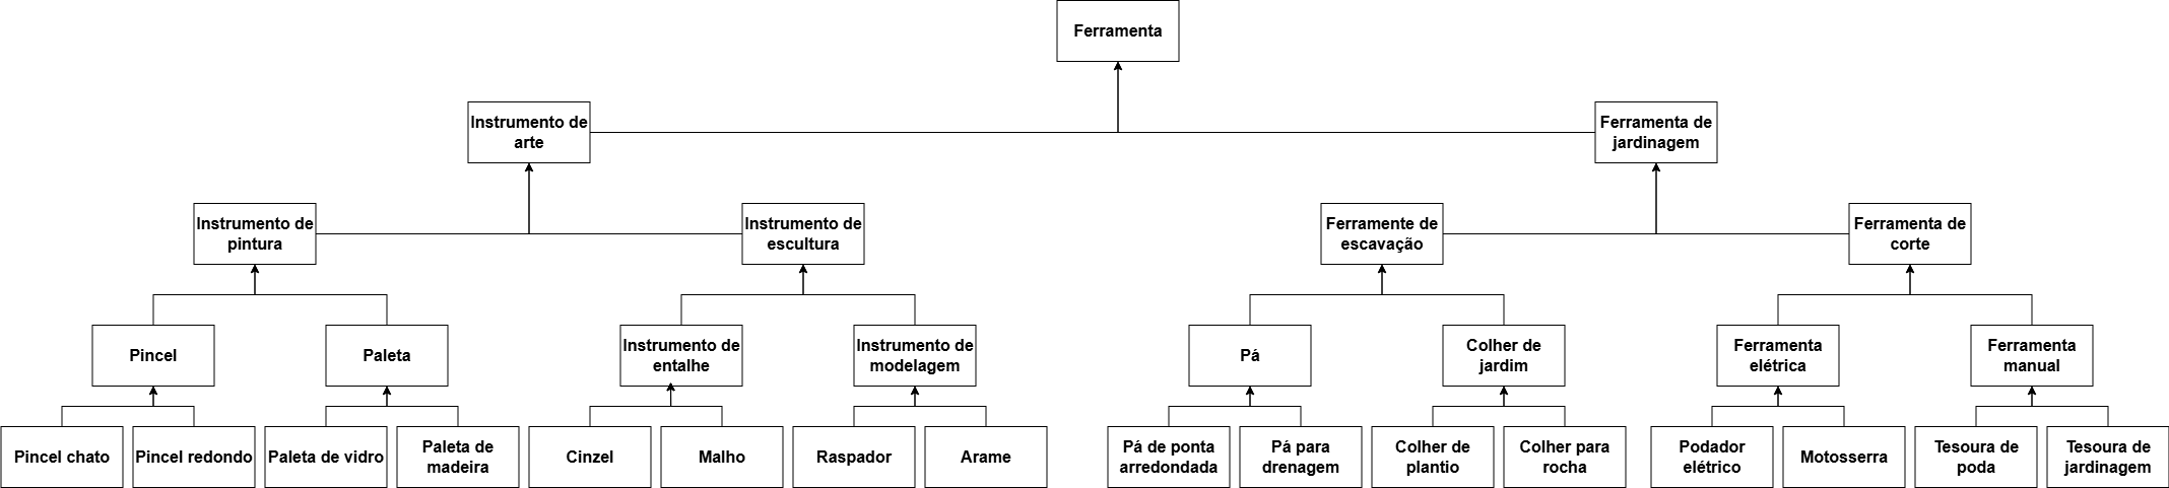 Ferramenta
Instrumento de
arte
Ferramenta de
jardinagem
Instrumento de
pintura
Instrumento de
escultura
Ferramente de
escavação
Ferramenta de
corte
Pincel
Paleta
Instrumento de
entalhe
Instrumento de
modelagem
Pá
Colher de
jardim
Ferramenta
elétrica
Ferramenta
manual
Pincel chato
Pincel redondo
Paleta de vidro
Paleta de
madeira
Cinzel
Malho
Raspador
Arame
Pá de ponta
arredondada
Pá para
drenagem
Colher de
plantio
Colher para
rocha
Podador
elétrico
Motosserra
Tesoura de
poda
Tesoura de
jardinagem